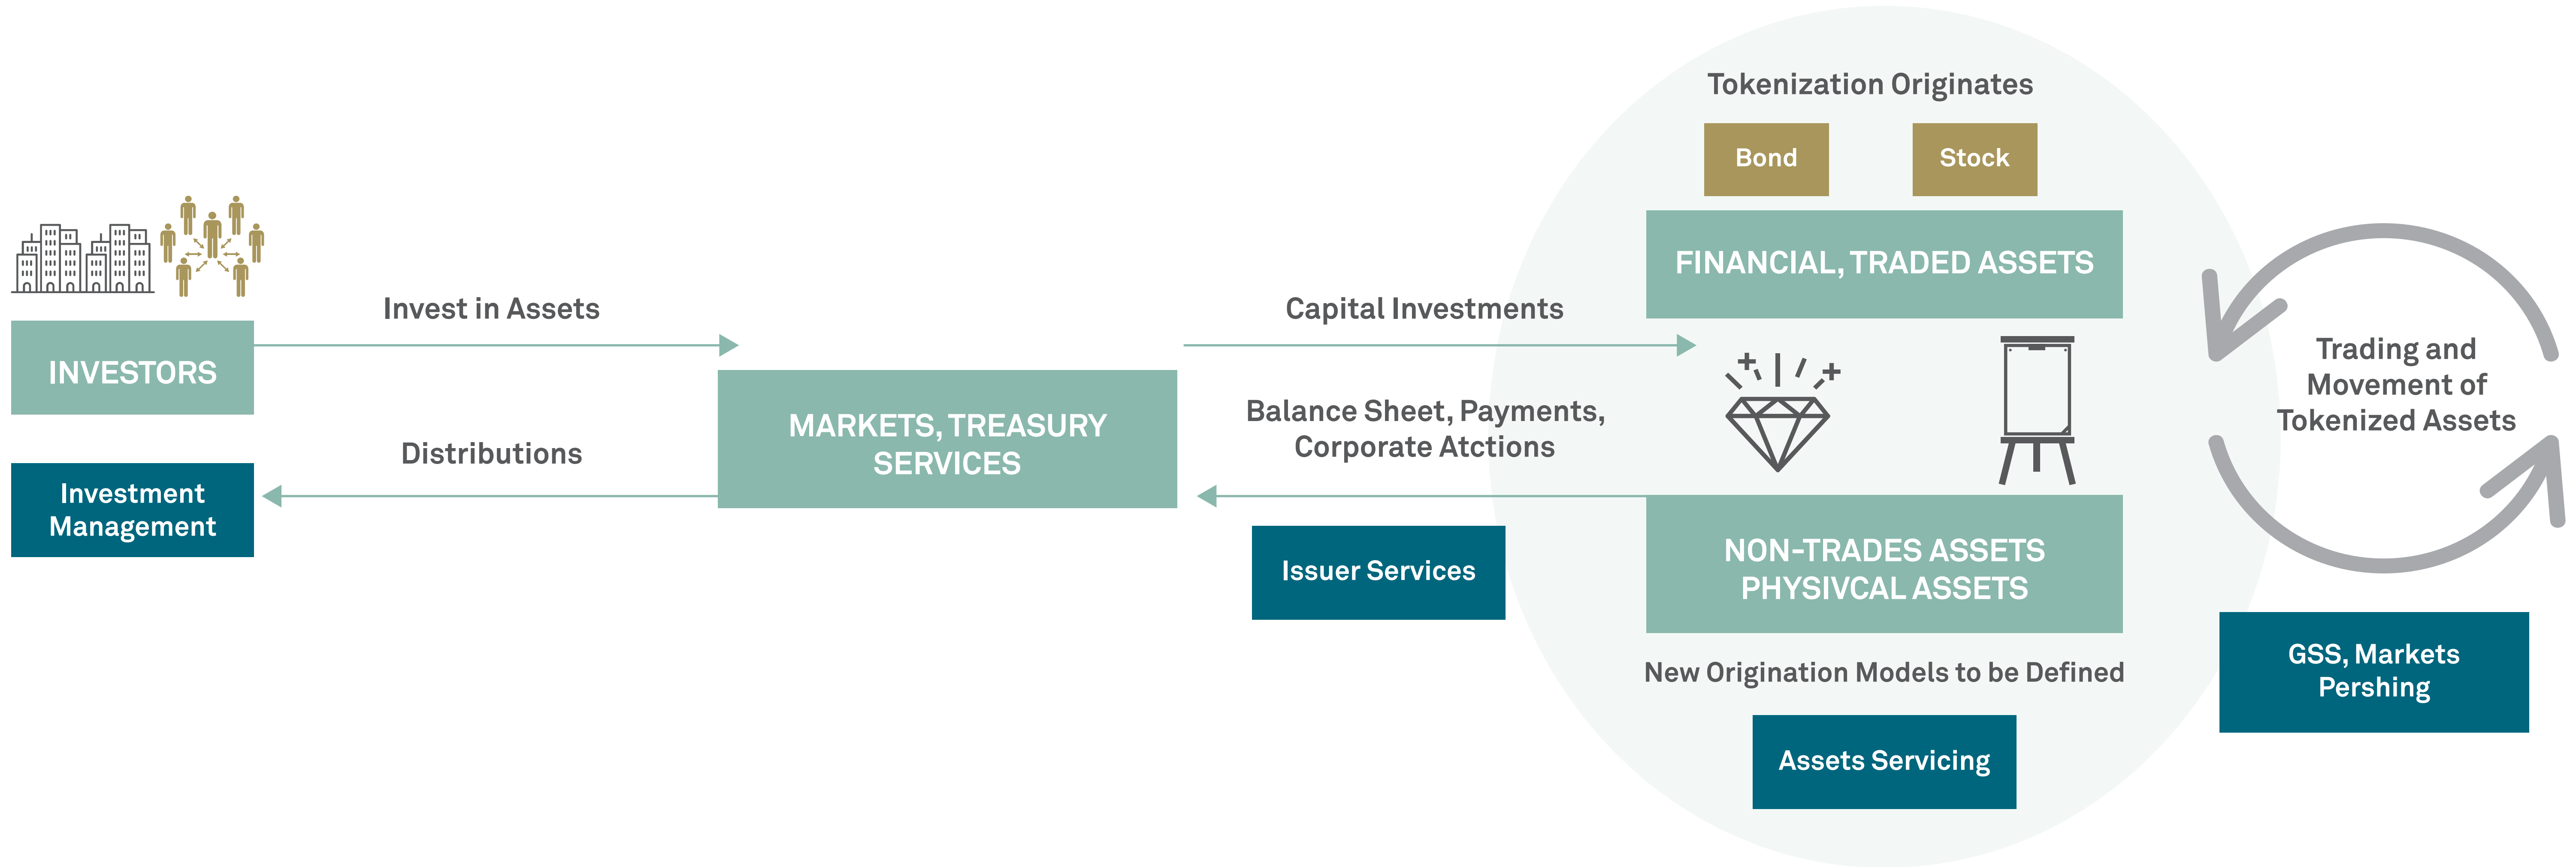 INVESTORS
Investment
Management
Invest in Assets
Distributions
MARKETS, TREASURY
SERVICES
Capital Investments
Balance Sheet, Payments,
Corporate Atctions
Issuer Services
Tokenization Originates
Bond
Stock
FINANCIAL, TRADED ASSETS
NON-TRADES ASSETS
PHYSIVCAL ASSETS
New Origination Models to be Defined
Assets Servicing
Trading and
Movement of
Tokenized Assets
GSS, Markets
Pershing